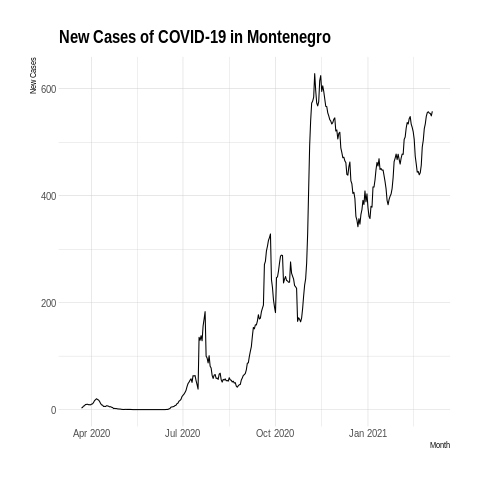 New Cases of COVID-19 in Montenegro
New Cases
600
400
200
0
Apr 2020
Jul 2020
Oct 2020
Jan 2021
Month